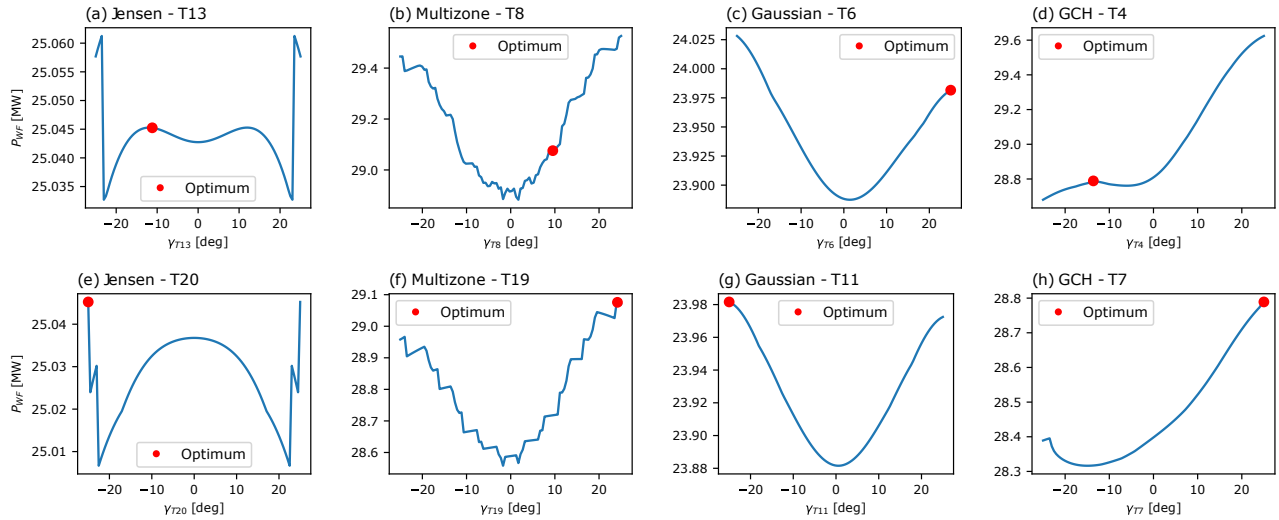 (a) Jensen - T13
25.060
25.055
25.050
25.045
25.040
25.035
P_WF [MW]
Optimum
−20 −10 0 10 20
γ_T13 [deg]
(b) Multizone - T8
29.4
29.2
29.0
Optimum
−20 −10 0 10 20
γ_T8 [deg]
(c) Gaussian - T6
24.025
24.000
23.975
23.950
23.925
23.900
Optimum
−20 −10 0 10 20
γ_T6 [deg]
(d) GCH - T4
29.6
29.4
29.2
29.0
28.8
Optimum
−20 −10 0 10 20
γ_T4 [deg]
(e) Jensen - T20
25.04
25.03
25.02
25.01
P_WF [MW]
Optimum
−20 −10 0 10 20
γ_T20 [deg]
(f) Multizone - T19
29.1
29.0
28.9
28.8
28.7
28.6
Optimum
−20 −10 0 10 20
γ_T19 [deg]
(g) Gaussian - T11
23.98
23.96
23.94
23.92
23.90
23.88
Optimum
−20 −10 0 10 20
γ_T11 [deg]
(h) GCH - T7
28.8
28.7
28.6
28.5
28.4
28.3
Optimum
−20 −10 0 10 20
γ_T7 [deg]